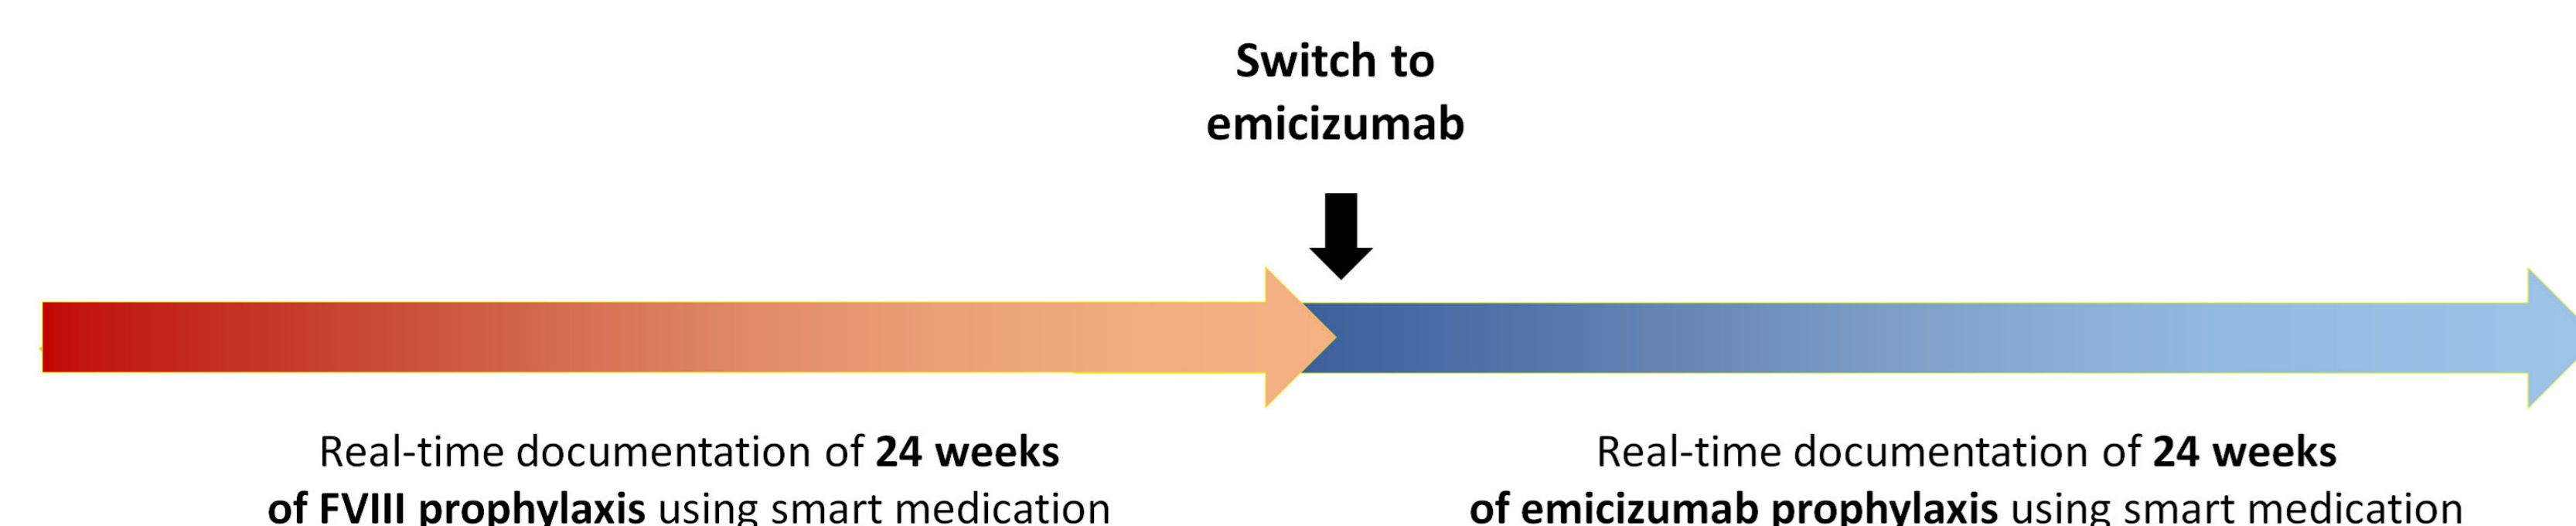 Switch to
emicizumab
Real-time documentation of 24 weeks
of FVIII prophylaxis using smart medication
Real-time documentation of 24 weeks
of emicizumab prophylaxis using smart medication